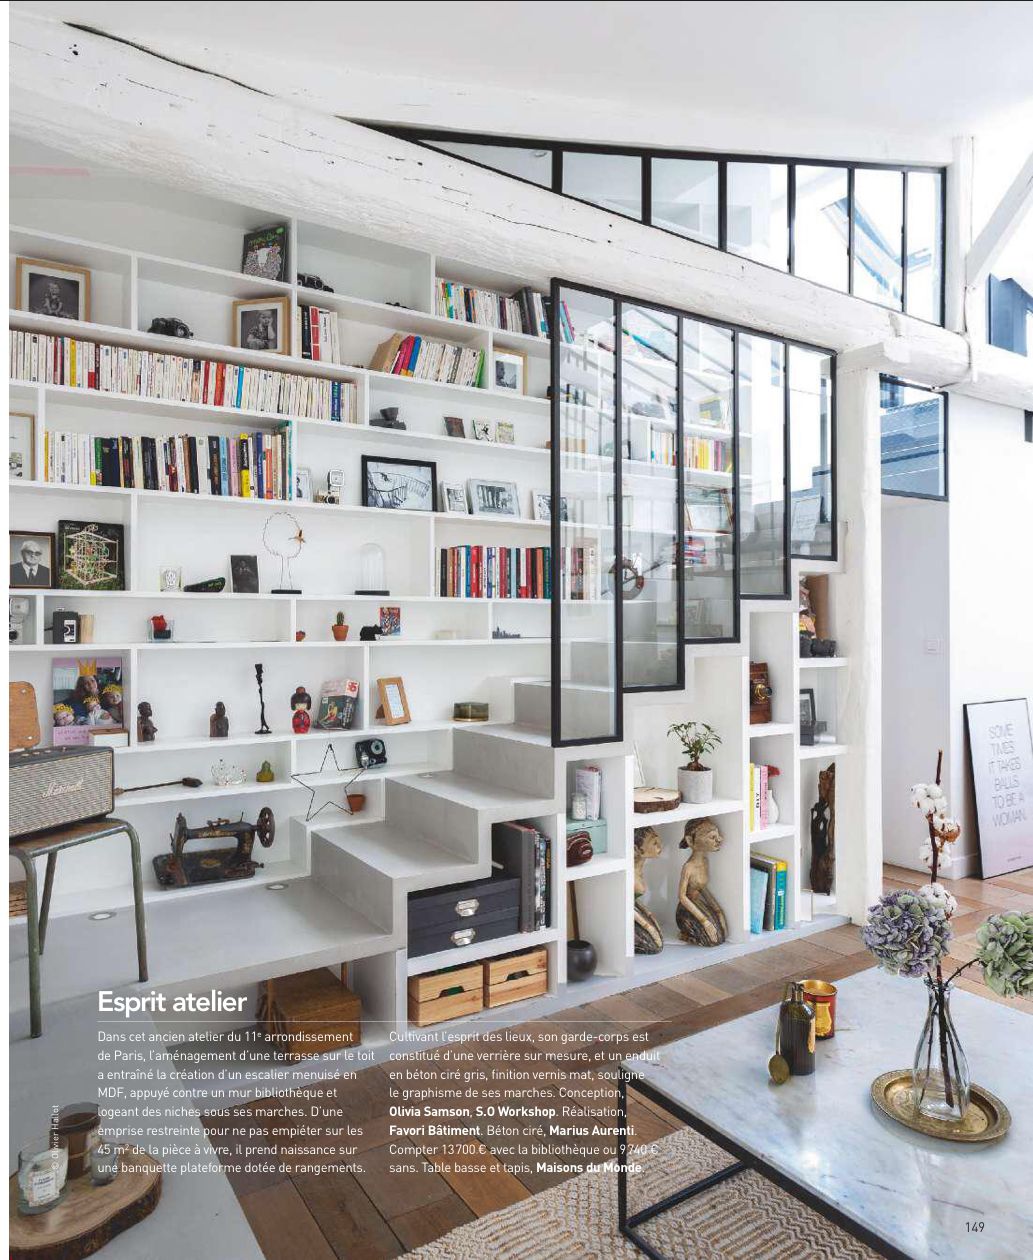 Marshall
SOME
TIMES
IT TAKES
BALLS
TO BE A
WOMAN
Esprit atelier
Dans cet ancien atelier du 11e arrondissement
de Paris, l’aménagement d’une terrasse sur le toit
a entraîné la création d’un escalier menuisé en
MDF, appuyé contre un mur bibliothèque et
logeant des niches sous ses marches. D’une
emprise restreinte pour ne pas empiéter sur les
45 m² de la pièce à vivre, il prend naissance sur
une banquette plateforme dotée de rangements.
Cultivant l’esprit des lieux, son garde-corps est
constitué d’une verrière sur mesure, et un enduit
en béton ciré gris, finition vernis mat, souligne
le graphisme de ses marches. Conception,
Olivia Samson, S.O Workshop. Réalisation,
Favori Bâtiment. Béton ciré, Marius Aurenti.
Compter 13 700 € avec la bibliothèque ou 9 740 €
sans. Table basse et tapis, Maisons du Monde.
© Olivier Hallot
149